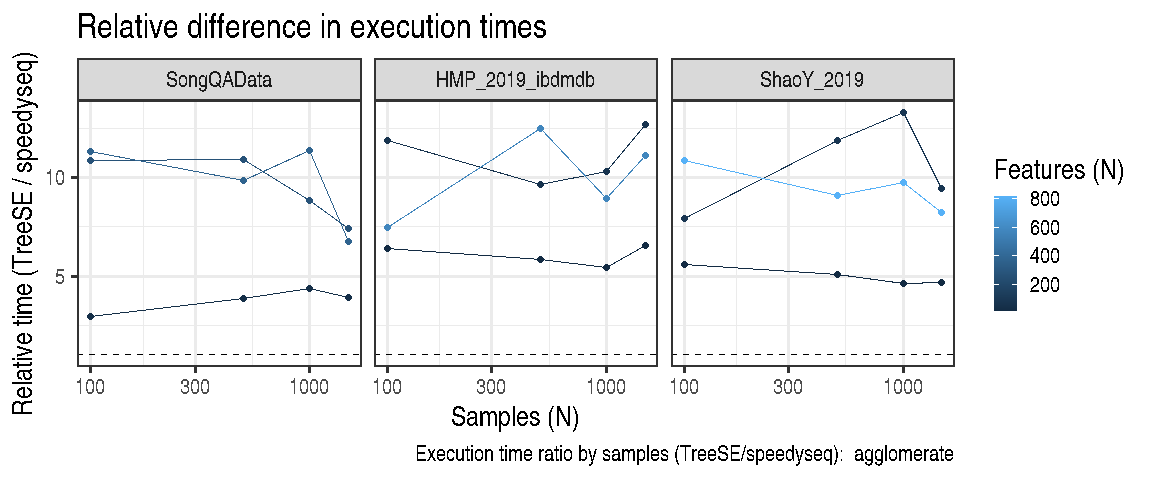 Relative difference in execution times
SongQAData
HMP_2019_ibdmdb
ShaoY_2019
Relative time (TreeSE / speedyseq)
10
5
100
300
1000
100
300
1000
100
300
1000
Samples (N)
Features (N)
800
600
400
200
Execution time ratio by samples (TreeSE/speedyseq):  agglomerate